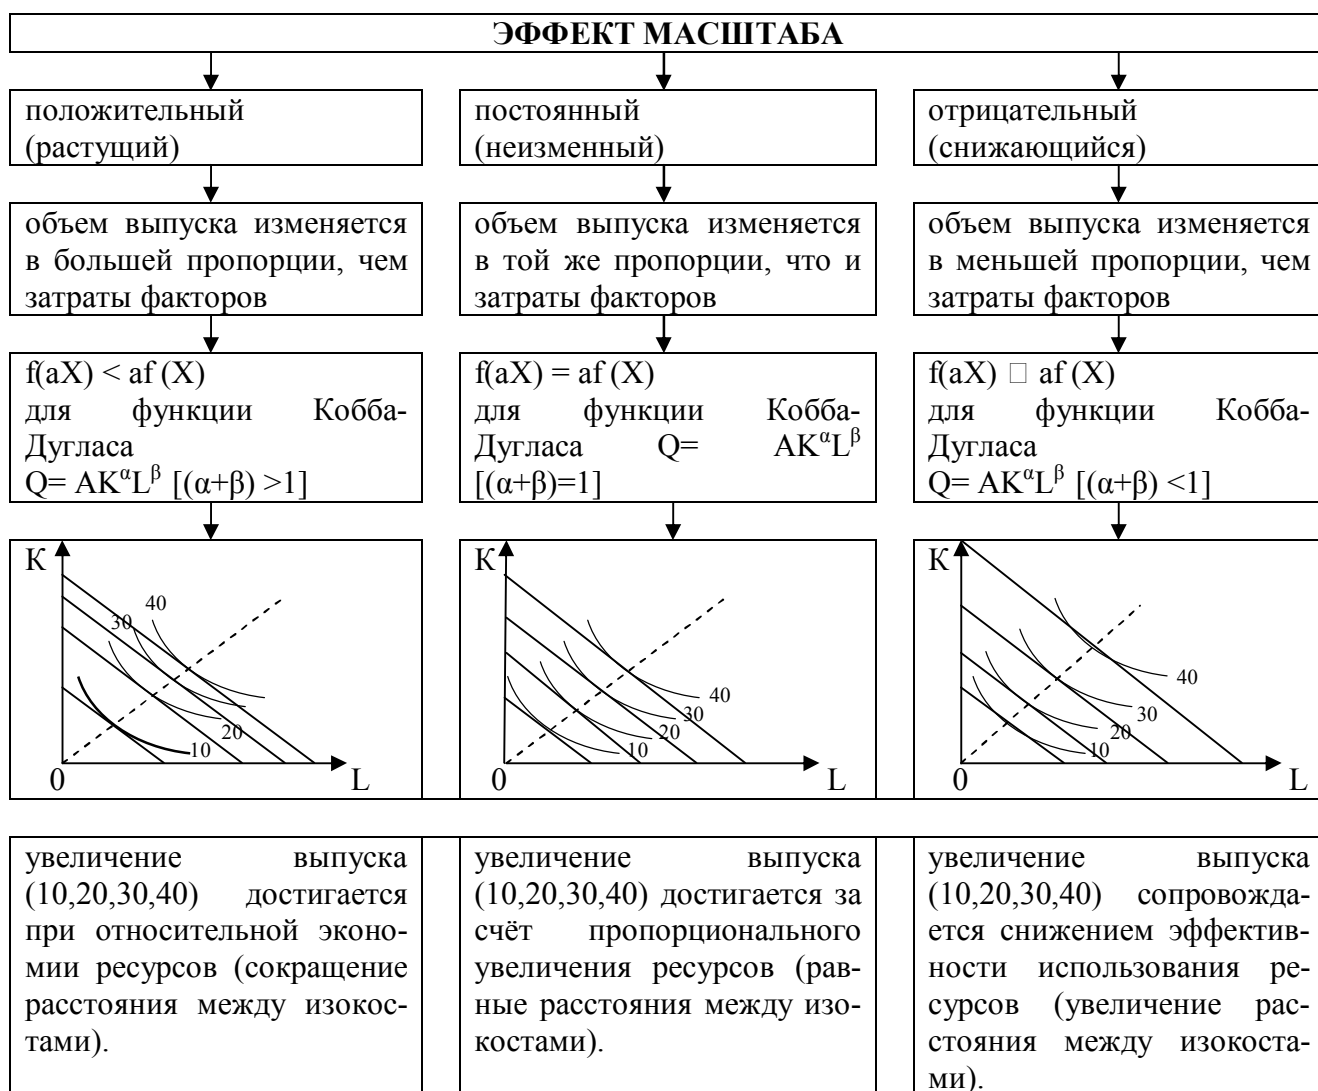 ЭФФЕКТ МАСШТАБА
положительный
(растущий)
постоянный
(неизменный)
отрицательный
(снижающийся)
объем выпуска изменяется
в большей пропорции, чем
затраты факторов
объем выпуска изменяется
в той же пропорции, что и
затраты факторов
объем выпуска изменяется
в меньшей пропорции, чем
затраты факторов
f(aX) < af (X)
для функции Кобба-
Дугласа
Q= AK^αL^β [(α+β) >1]
f(aX) = af (X)
для функции Кобба-
Дугласа Q= AK^αL^β
[(α+β)=1]
f(aX) □ af (X)
для функции Кобба-
Дугласа
Q= AK^αL^β [(α+β) <1]
К
40
30
20
10
0
L
К
40
30
20
10
0
L
К
40
30
20
10
0
L
увеличение выпуска
(10,20,30,40) достигается
при относительной эконо-
мии ресурсов (сокращение
расстояния между изокос-
тами).
увеличение выпуска
(10,20,30,40) достигается за
счёт пропорционального
увеличения ресурсов (рав-
ные расстояния между изо-
костами).
увеличение выпуска
(10,20,30,40) сопровожда-
ется снижением эффектив-
ности использования ре-
сурсов (увеличение рас-
стояния между изокоста-
ми).